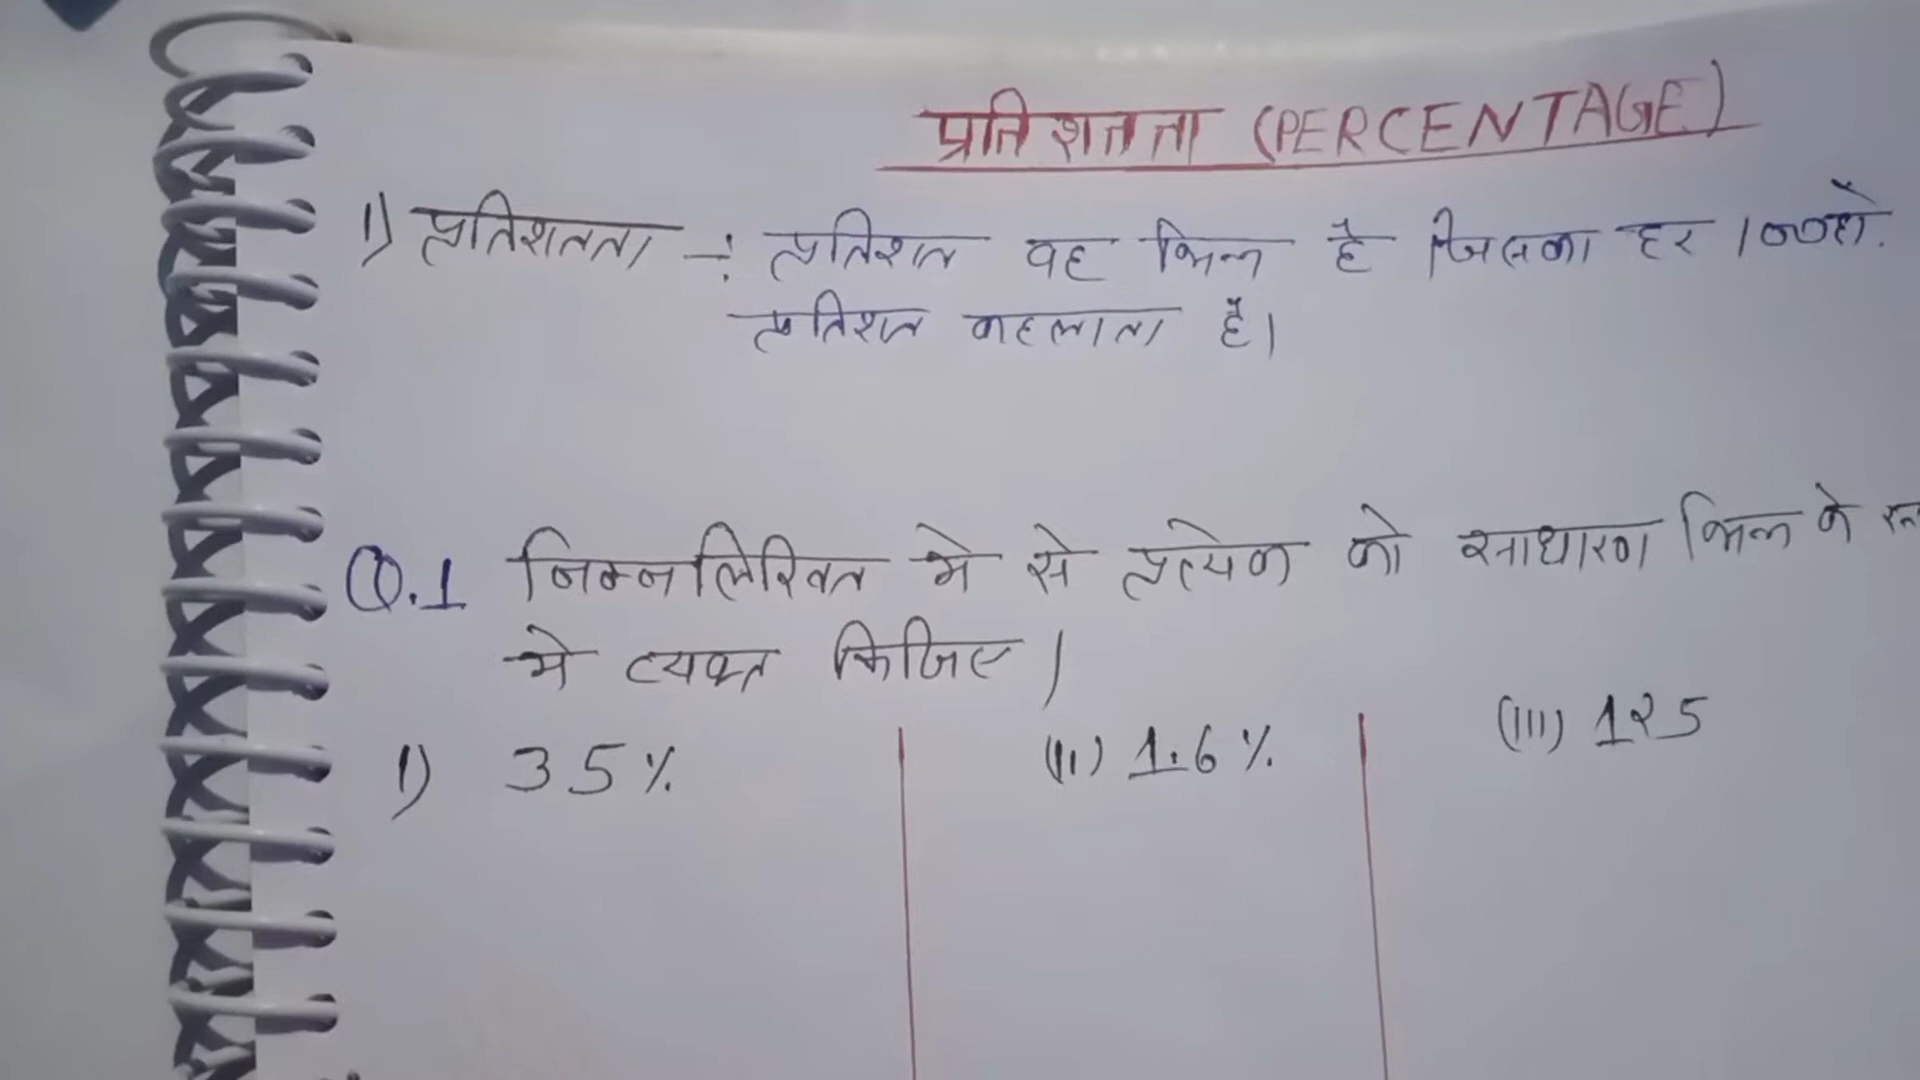 प्रतिशतता (PERCENTAGE)
1) प्रतिशतता -: प्रतिशत वह भिन्न है जिसका हर 100 हो.
प्रतिशत कहलाता है।
Q.1 निम्नलिखित मे से प्रत्येक को साधारण भिन्न के
मे व्यक्त किजिए।
1) 35% (ii) 1.6% (iii) 125